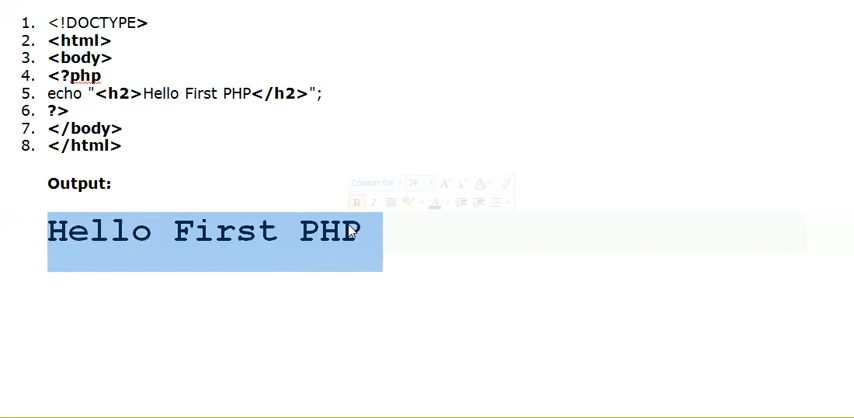 1. <!DOCTYPE>
2. <html>
3. <body>
4. <?php
5. echo "<h2>Hello First PHP</h2>";
6. ?>
7. </body>
8. </html>
Output:
24
B I A
Hello First PHP